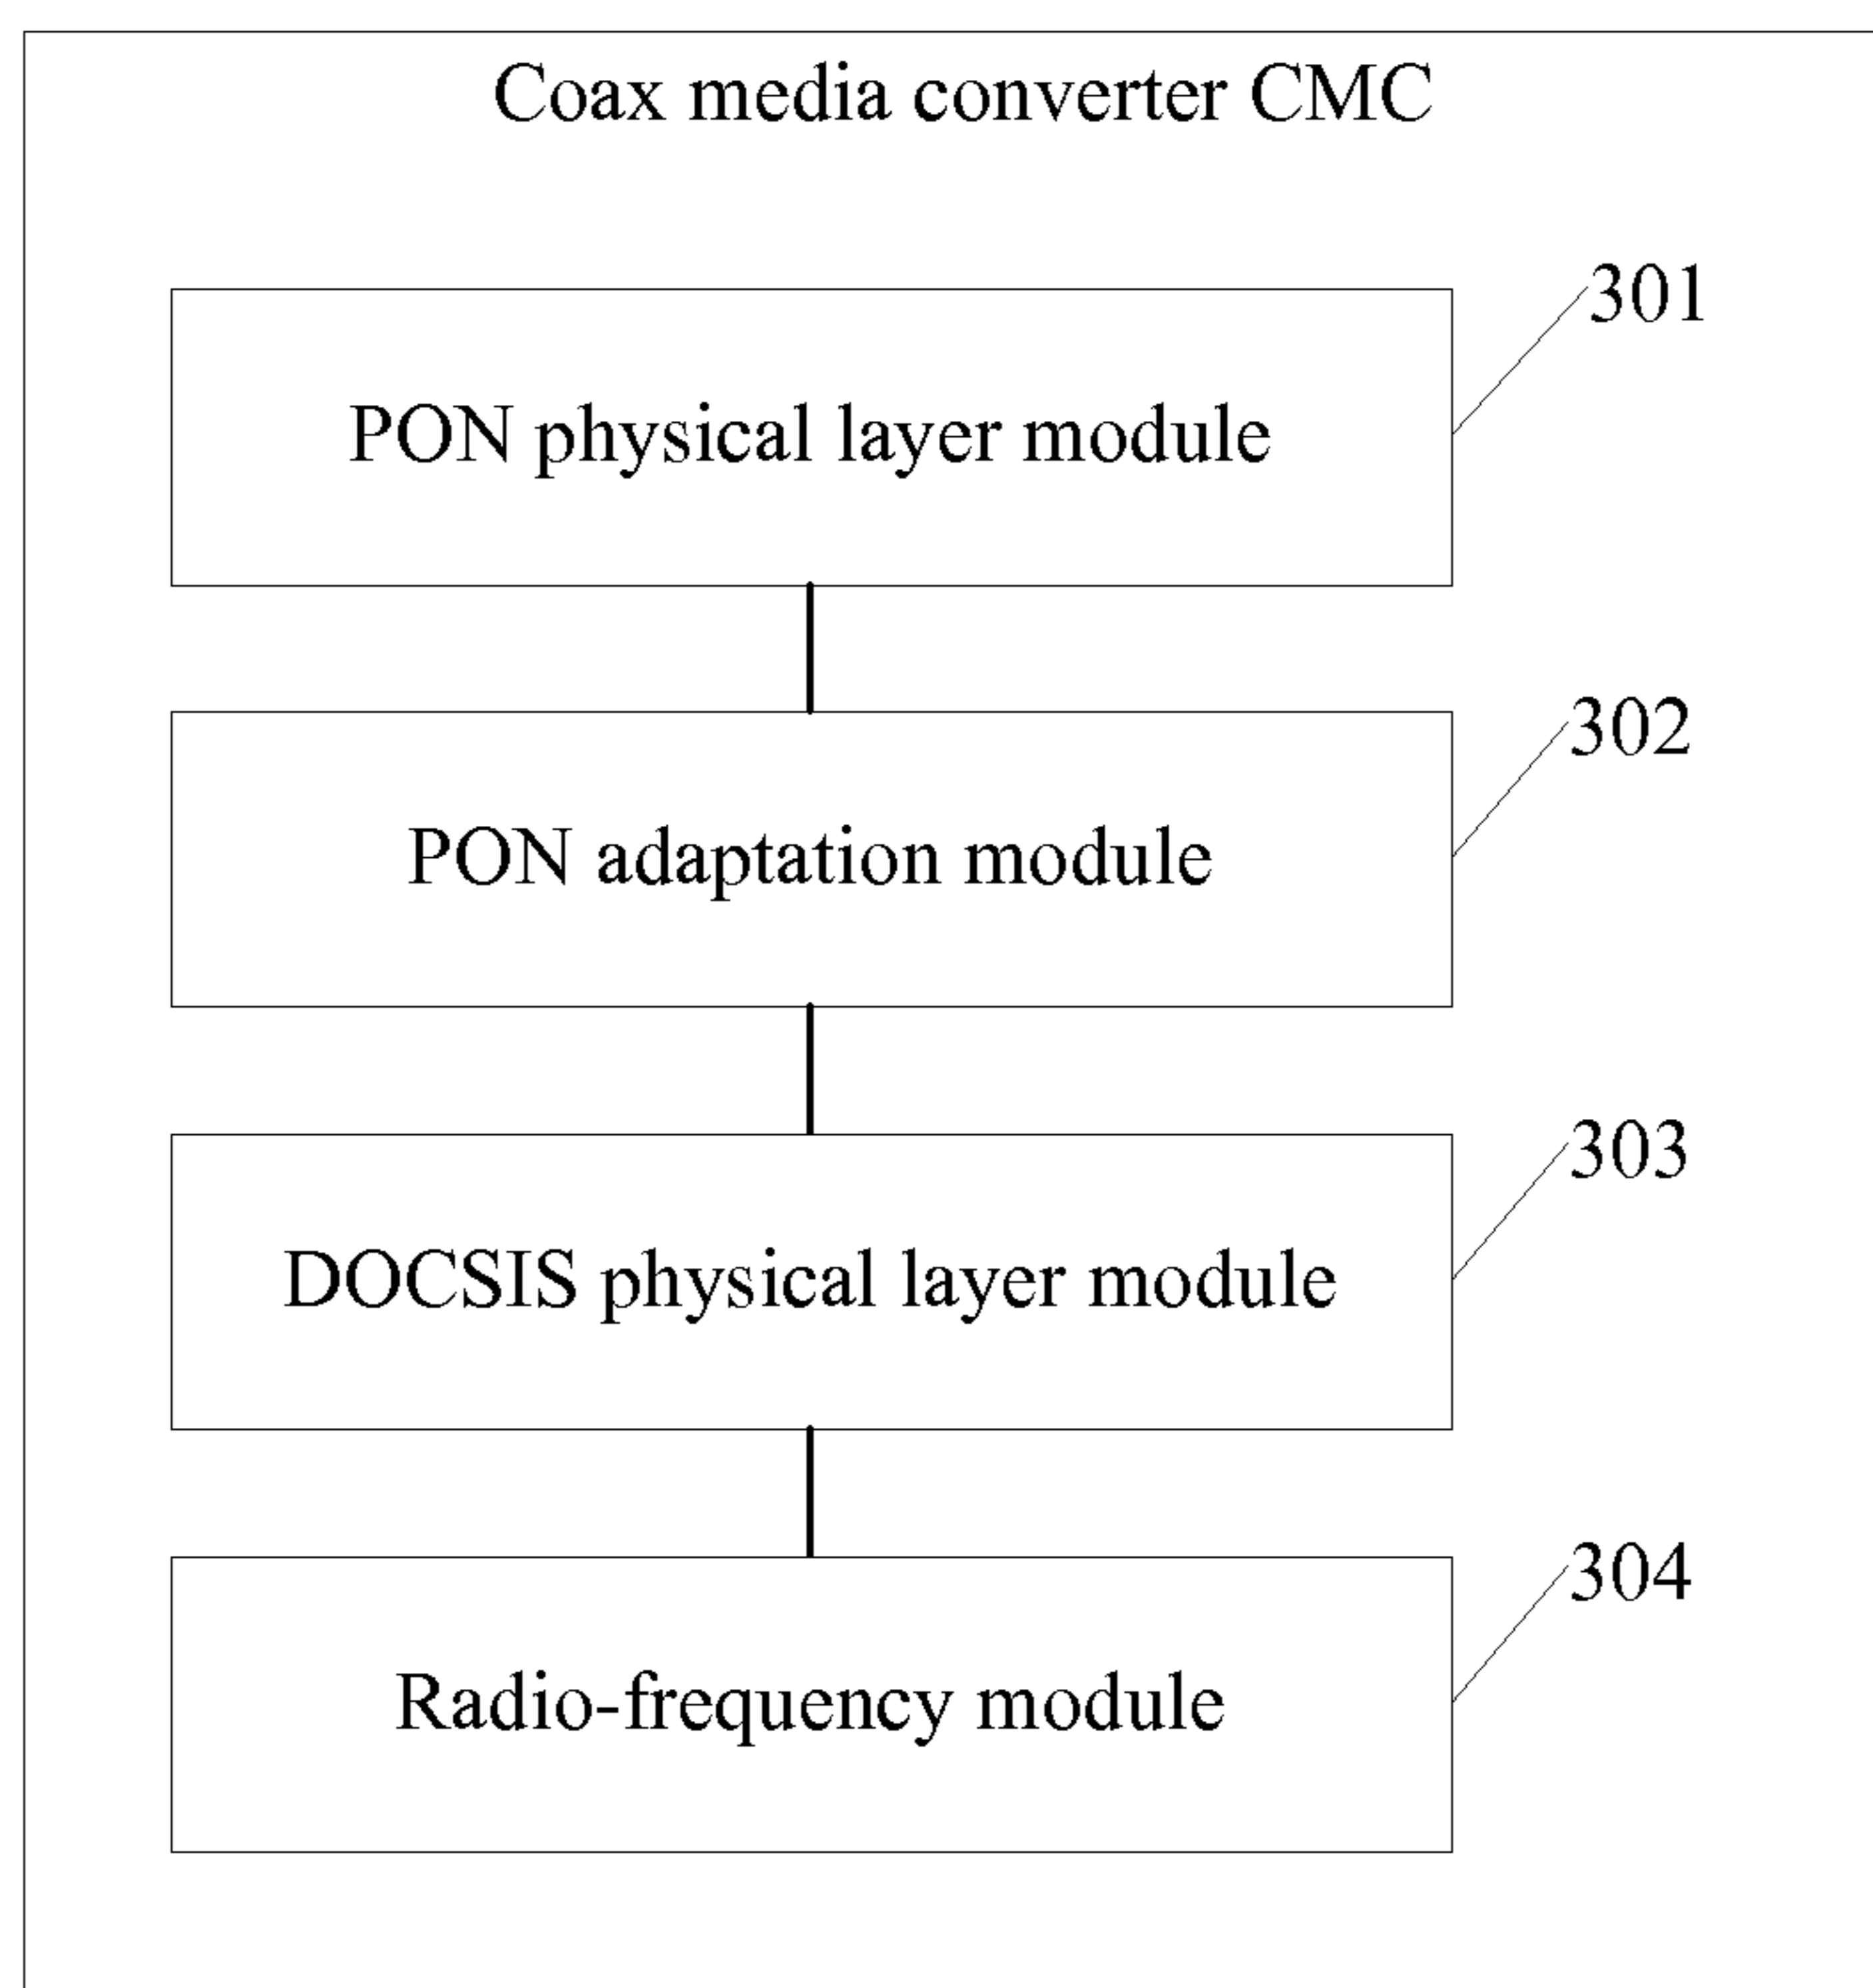 Coax media converter CMC
301
PON physical layer module
302
PON adaptation module
303
DOCSIS physical layer module
304
Radio-frequency module